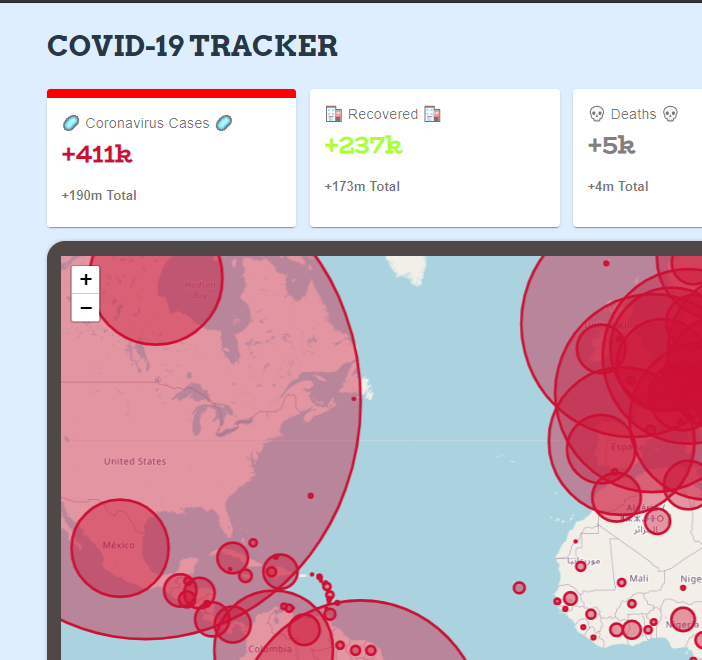 COVID-19 TRACKER
🦠 Coronavirus Cases 🦠
+411k
+190m Total
🏥 Recovered 🏥
+237k
+173m Total
💀 Deaths 💀
+5k
+4m Total
+
−
Hudson
Bay
United States
México
Colombia
España
موريتانيا
Mali
Nige
Nigeria